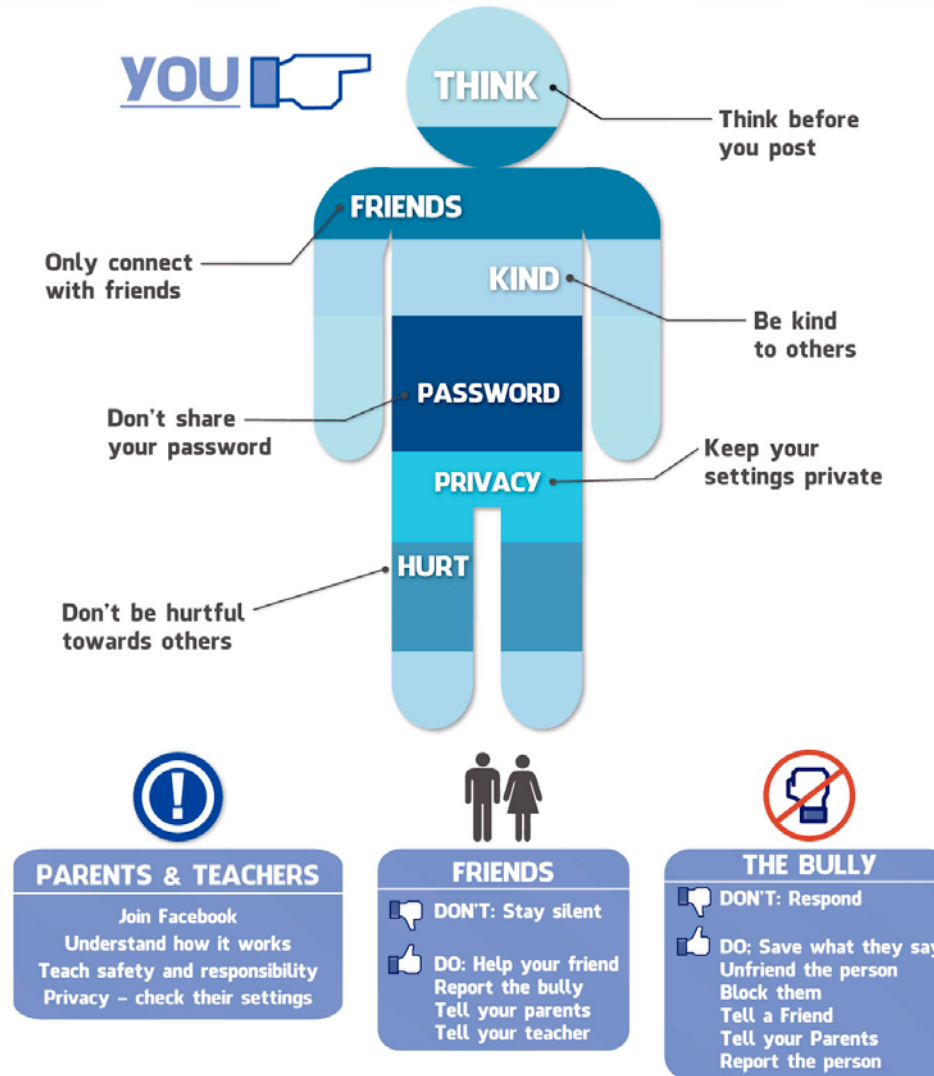 YOU
THINK
Think before
you post
FRIENDS
Only connect
with friends
KIND
Be kind
to others
PASSWORD
Don't share
your password
PRIVACY
Keep your
settings private
HURT
Don't be hurtful
towards others
PARENTS & TEACHERS
Join Facebook
Understand how it works
Teach safety and responsibility
Privacy – check their settings
FRIENDS
DON'T: Stay silent
DO: Help your friend
Report the bully
Tell your parents
Tell your teacher
THE BULLY
DON'T: Respond
DO: Save what they say
Unfriend the person
Block them
Tell a Friend
Tell your Parents
Report the person